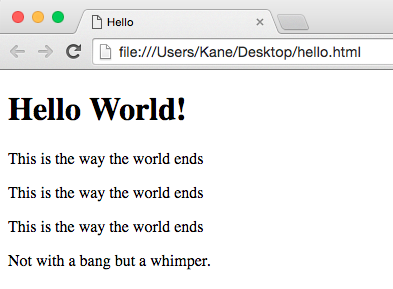 Hello
file:///Users/Kane/Desktop/hello.html
Hello World!
This is the way the world ends
This is the way the world ends
This is the way the world ends
Not with a bang but a whimper.